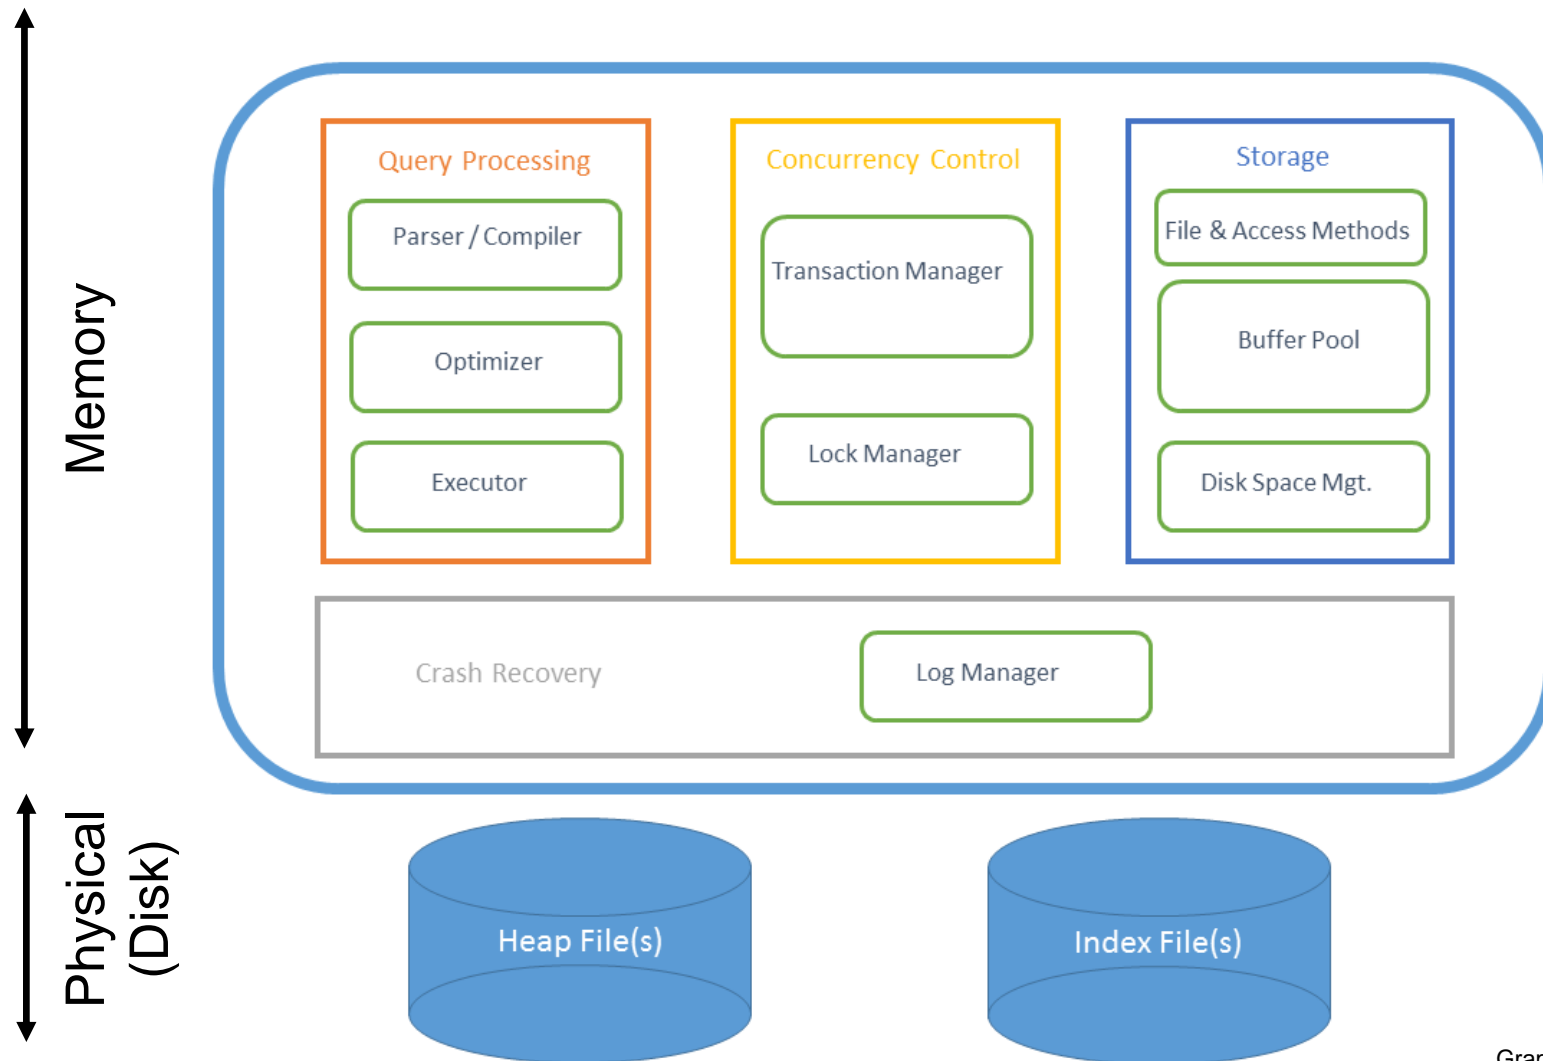 Memory
Query Processing
Parser / Compiler
Optimizer
Executor
Concurrency Control
Transaction Manager
Lock Manager
Storage
File & Access Methods
Buffer Pool
Disk Space Mgt.
Crash Recovery
Log Manager
Physical
(Disk)
Heap File(s)
Index File(s)